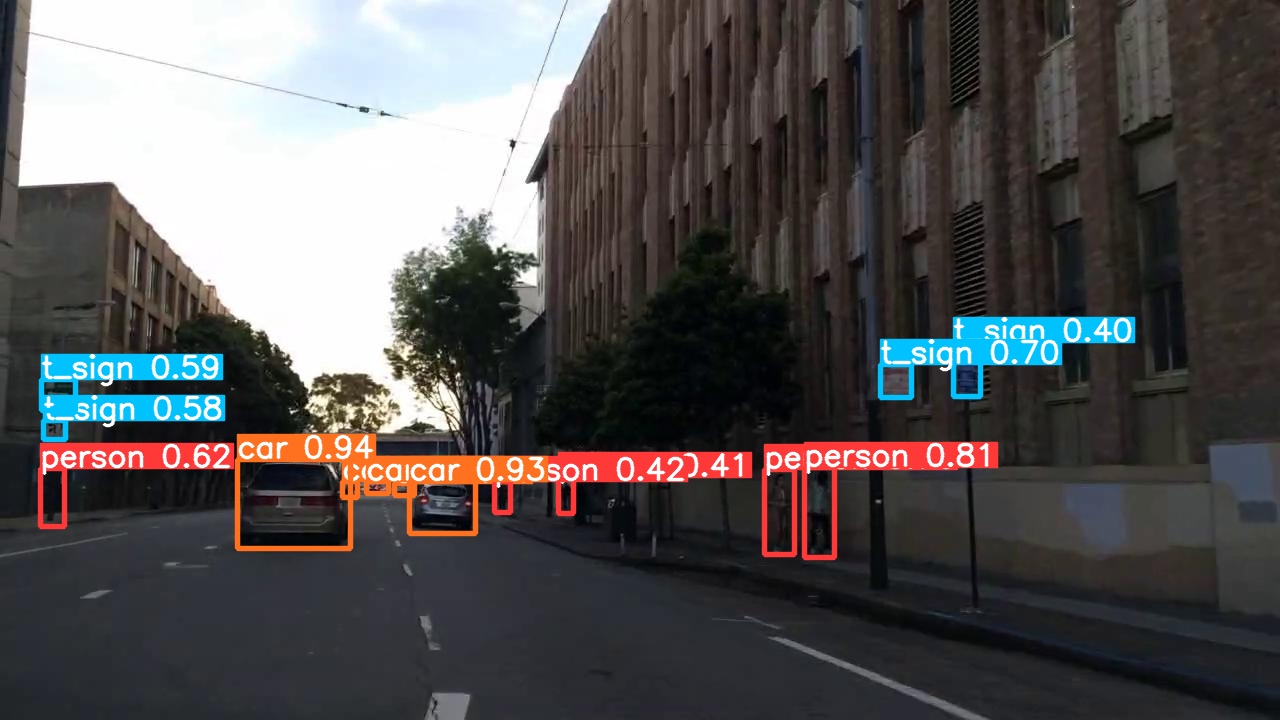 t_sign 0.40
t_sign 0.70
t_sign 0.59
t_sign 0.58
person 0.62
car 0.94
car 0.93
son 0.42
0.41
pe
person 0.81